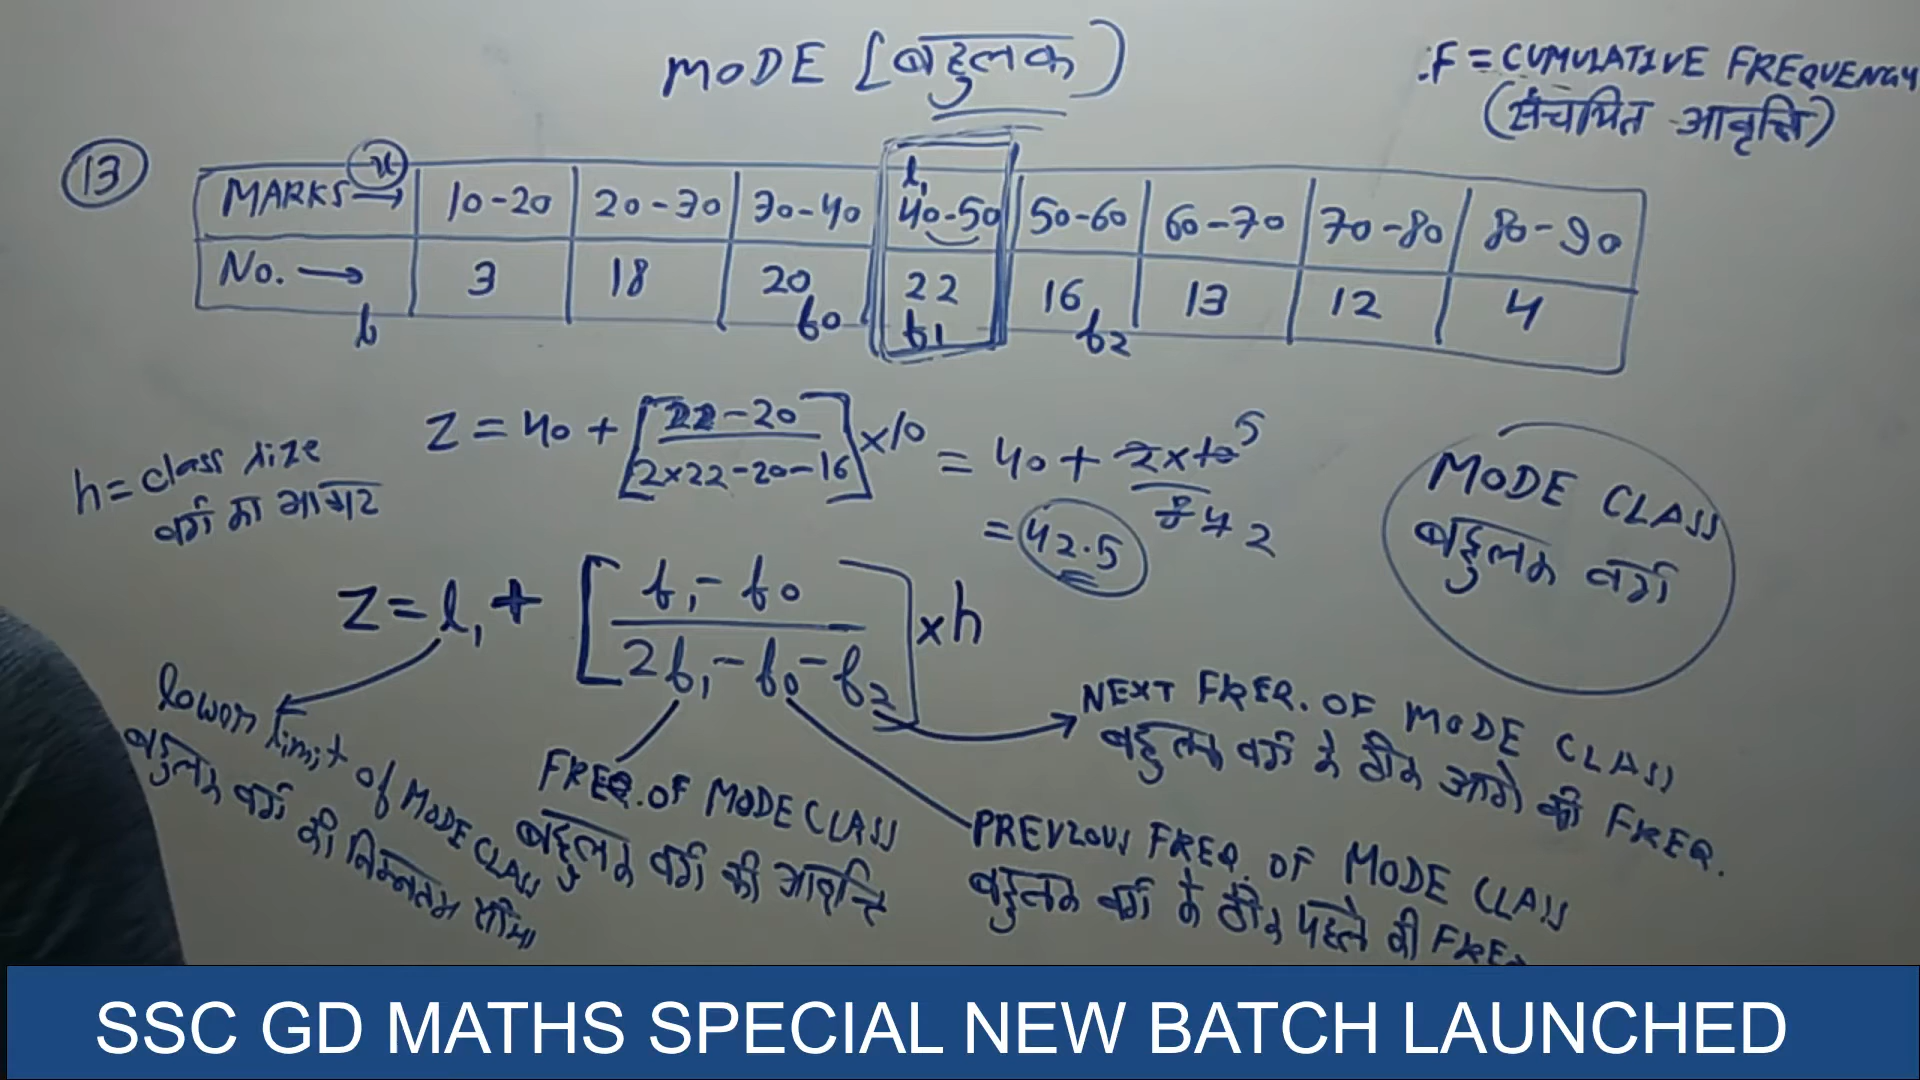 MODE [बहुलक)
F = CUMULATIVE FREQUENCY
(संचयित आवृत्ति)
13
MARKS x → 10-20 20-30 30-40 l₁ 40-50 50-60 60-70 70-80 80-90
No. → f 3 18 20 f0 22 f1 16 f2 13 12 4
h = class size
वर्ग का
Z = 40 + [22-20 / 2×22-20-16] ×10 = 40 + 2×10 5 / 8 4 2
= 42.5
MODE CLASS
बहुलक वर्ग
Z = l₁ + [f₁ - f0 / 2f₁ - f0 - f₂] × h
lower limit of MODE CLASS
बहुलक वर्ग की निम्नतम सीमा
FREQ. OF MODE CLASS
बहुलक वर्ग की आवृत्ति
NEXT FREQ. OF MODE CLASS
बहुलक वर्ग के ठीक आगे की FREQ.
PREVIOUS FREQ. OF MODE CLASS
बहुलक वर्ग के ठीक पहले की FREQ
SSC GD MATHS SPECIAL NEW BATCH LAUNCHED